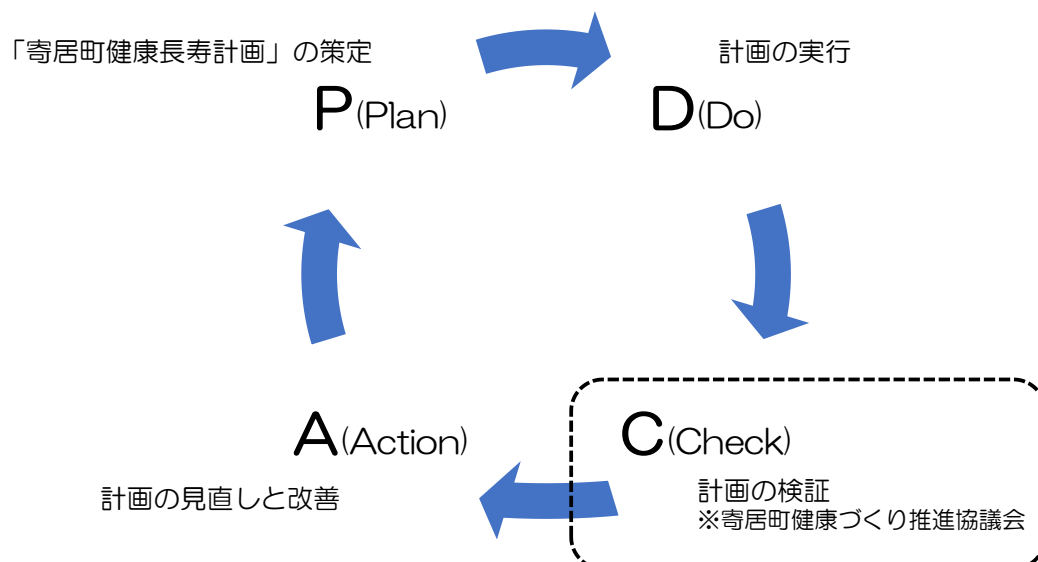 「寄居町健康長寿計画」の策定
計画の実行
P(Plan)
D(Do)
A(Action)
C(Check)
計画の見直しと改善
計画の検証
※寄居町健康づくり推進協議会